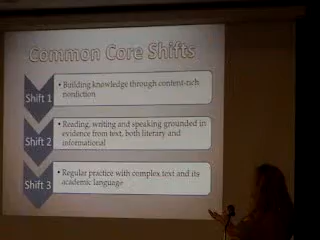 Common Core Shifts
Shift 1
• Building knowledge through content-rich
nonfiction
Shift 2
• Reading, writing and speaking grounded in
evidence from text, both literary and
informational
Shift 3
• Regular practice with complex text and its
academic language